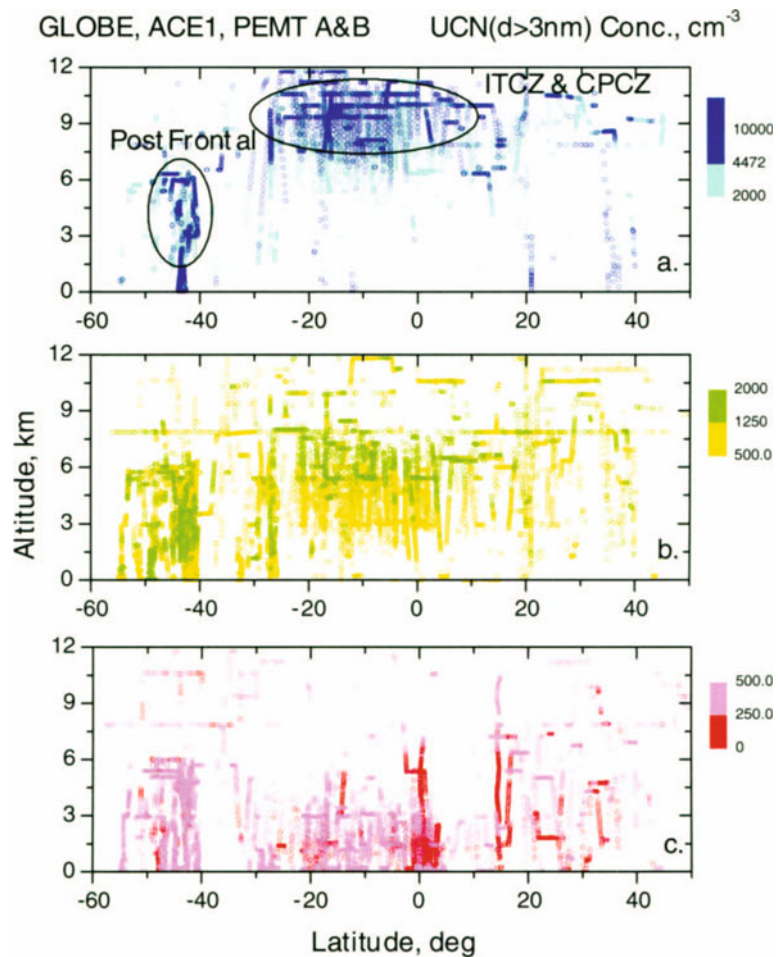 GLOBE, ACE1, PEMT A&B UCN(d>3nm) Conc., cm-3
12
9
6
3
0
ITCZ & CPCZ
Post Frontal
a.
10000
4472
2000
-60 -40 -20 0 20 40
12
9
6
3
0
b.
2000
1250
500.0
-60 -40 -20 0 20 40
Altitude, km
12
9
6
3
0
c.
500.0
250.0
0
-60 -40 -20 0 20 40
Latitude, deg